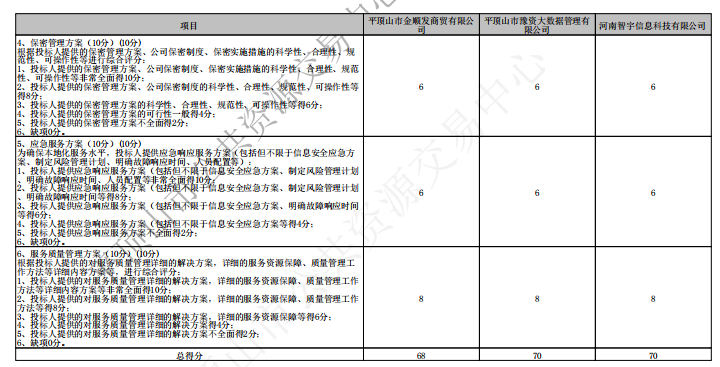 项目 平顶山市金顺发商贸有限公司 平顶山市豫资大数据管理有限公司 河南智宇信息科技有限公司
4、保密管理方案（10分）(10分)
根据投标人提供的保密管理方案、公司保密制度、保密实施措施的科学性、合理性、规
范性、可操作性等进行综合评分：
1、投标人提供的保密管理方案、公司保密制度、保密实施措施的科学性、合理性、规范
性、可操作性等非常全面得10分；
2、投标人提供的保密管理方案、公司保密制度的科学性、合理性、规范性、可操作性等
得8分；
3、投标人提供的保密管理方案的科学性、合理性、规范性、可操作性等得6分；
4、投标人提供的保密管理方案的可行性一般得4分；
5、投标人提供的保密管理方案不全面得2分；
6、缺项0分。
6 6 6
5、应急服务方案（10分）(10分)
为确保本地化服务水平，投标人提供应急响应服务方案（包括但不限于信息安全应急方
案、制定风险管理计划、明确故障响应时间、人员配置等）：
1、投标人提供应急响应服务方案（包括但不限于信息安全应急方案、制定风险管理计划
、明确故障响应时间、人员配置等非常全面得10分；
2、投标人提供应急响应服务方案（包括但不限于信息安全应急方案、制定风险管理计划
、明确故障响应时间等得8分；
3、投标人提供应急响应服务方案（包括但不限于信息安全应急方案、明确故障响应时间
等得6分；
4、投标人提供应急响应服务方案（包括但不限于信息安全应急方案等得4分；
5、投标人提供应急响应服务方案不全面得2分；
6、缺项0分。
6 6 6
6、服务质量管理方案（10分）(10分)
根据投标人提供的对服务质量管理详细的解决方案，详细的服务资源保障、质量管理工
作方法等详细内容方案等，进行综合评分：
1、投标人提供的对服务质量管理详细的解决方案，详细的服务资源保障、质量管理工作
方法等详细内容方案等非常全面得10分；
2、投标人提供的对服务质量管理详细的解决方案，详细的服务资源保障、质量管理工作
方法等得8分；
3、投标人提供的对服务质量管理详细的解决方案，详细的服务资源保障等得6分；
4、投标人提供的对服务质量管理详细的解决方案得4分；
5、投标人提供的对服务质量管理详细的解决方案不全面得2分；
6、缺项0分。
8 8 8
总得分 68 70 70
平顶山市公共资源交易中心
平顶山市公共资源交易中心